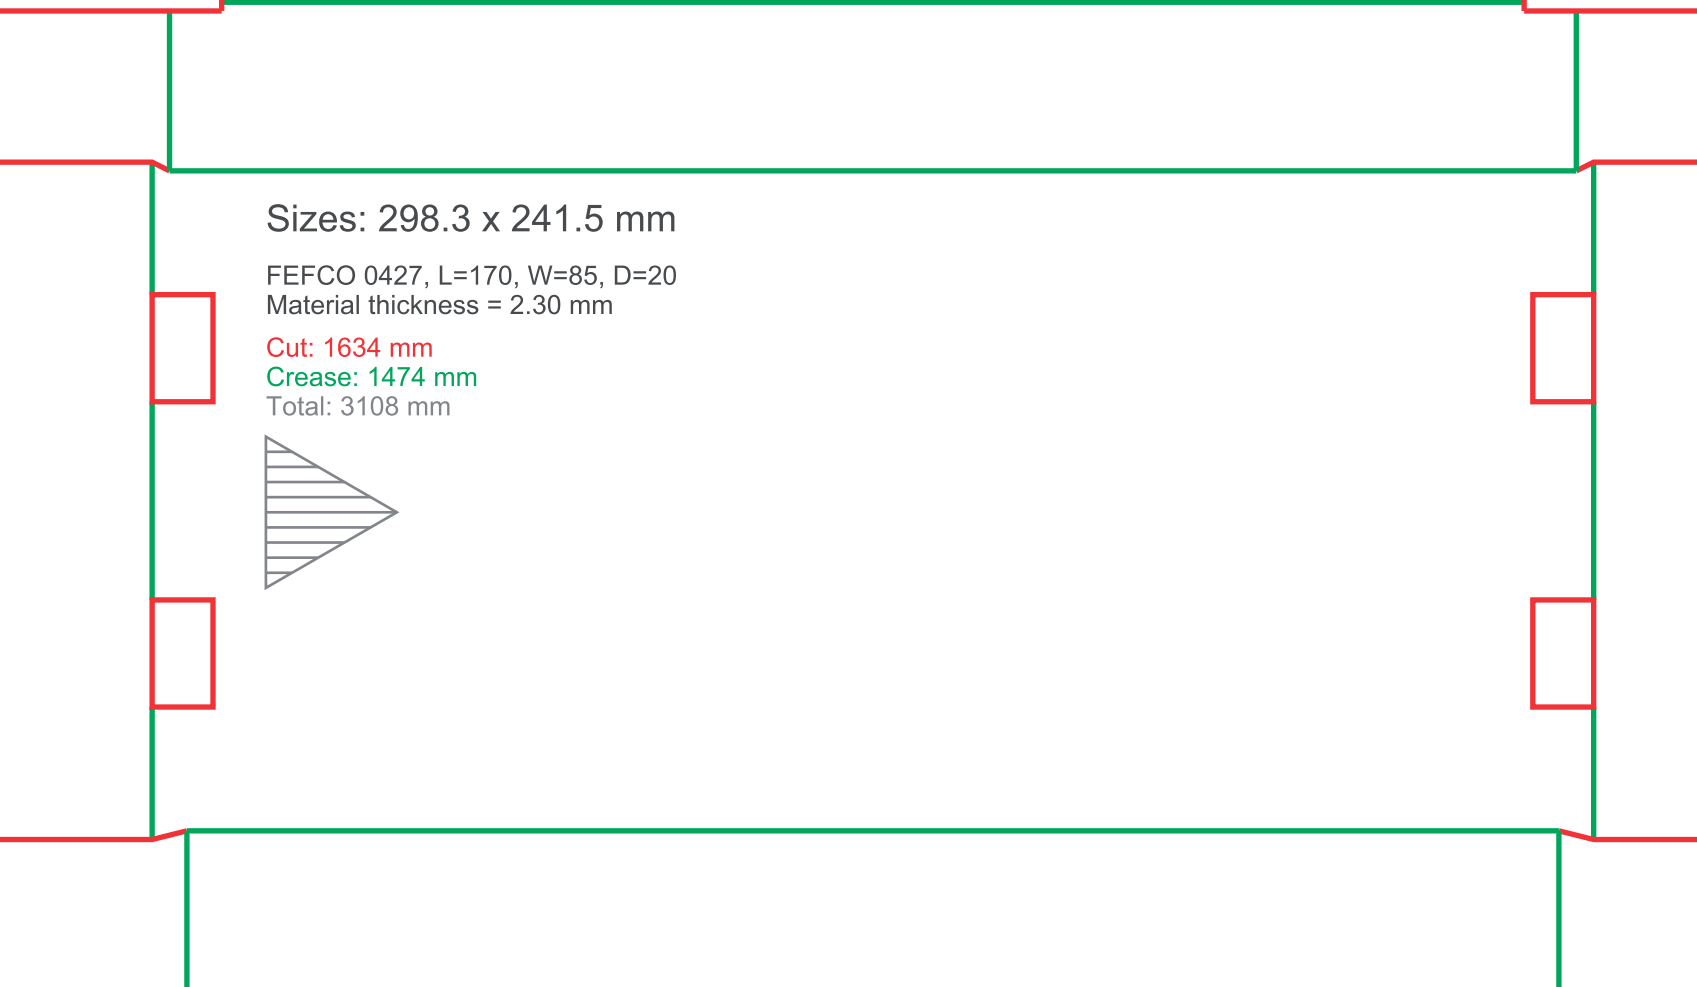 Sizes: 298.3 x 241.5 mm
FEFCO 0427, L=170, W=85, D=20
Material thickness = 2.30 mm
Cut: 1634 mm
Crease: 1474 mm
Total: 3108 mm